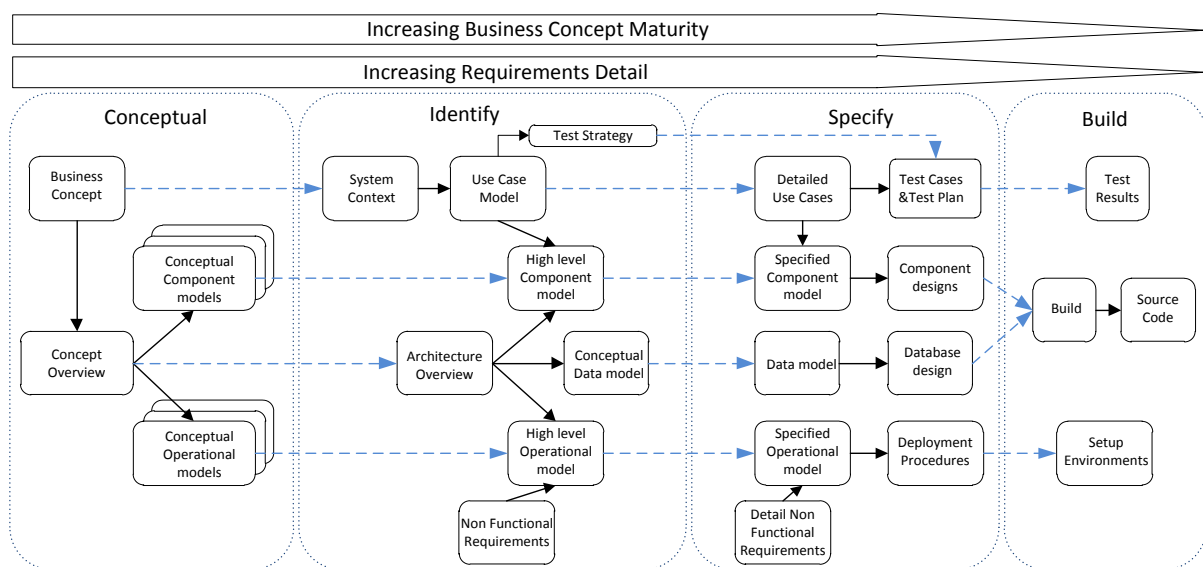 Increasing Business Concept Maturity
Increasing Requirements Detail
Conceptual
Business
Concept
Conceptual
Component
models
Concept
Overview
Conceptual
Operational
models
Identify
Test Strategy
System
Context
Use Case
Model
High level
Component
model
Architecture
Overview
Conceptual
Data model
High level
Operational
model
Non Functional
Requirements
Specify
Detailed
Use Cases
Test Cases
&Test Plan
Specified
Component
model
Component
designs
Data model
Database
design
Specified
Operational
model
Deployment
Procedures
Detail Non
Functional
Requirements
Build
Test
Results
Build
Source
Code
Setup
Environments